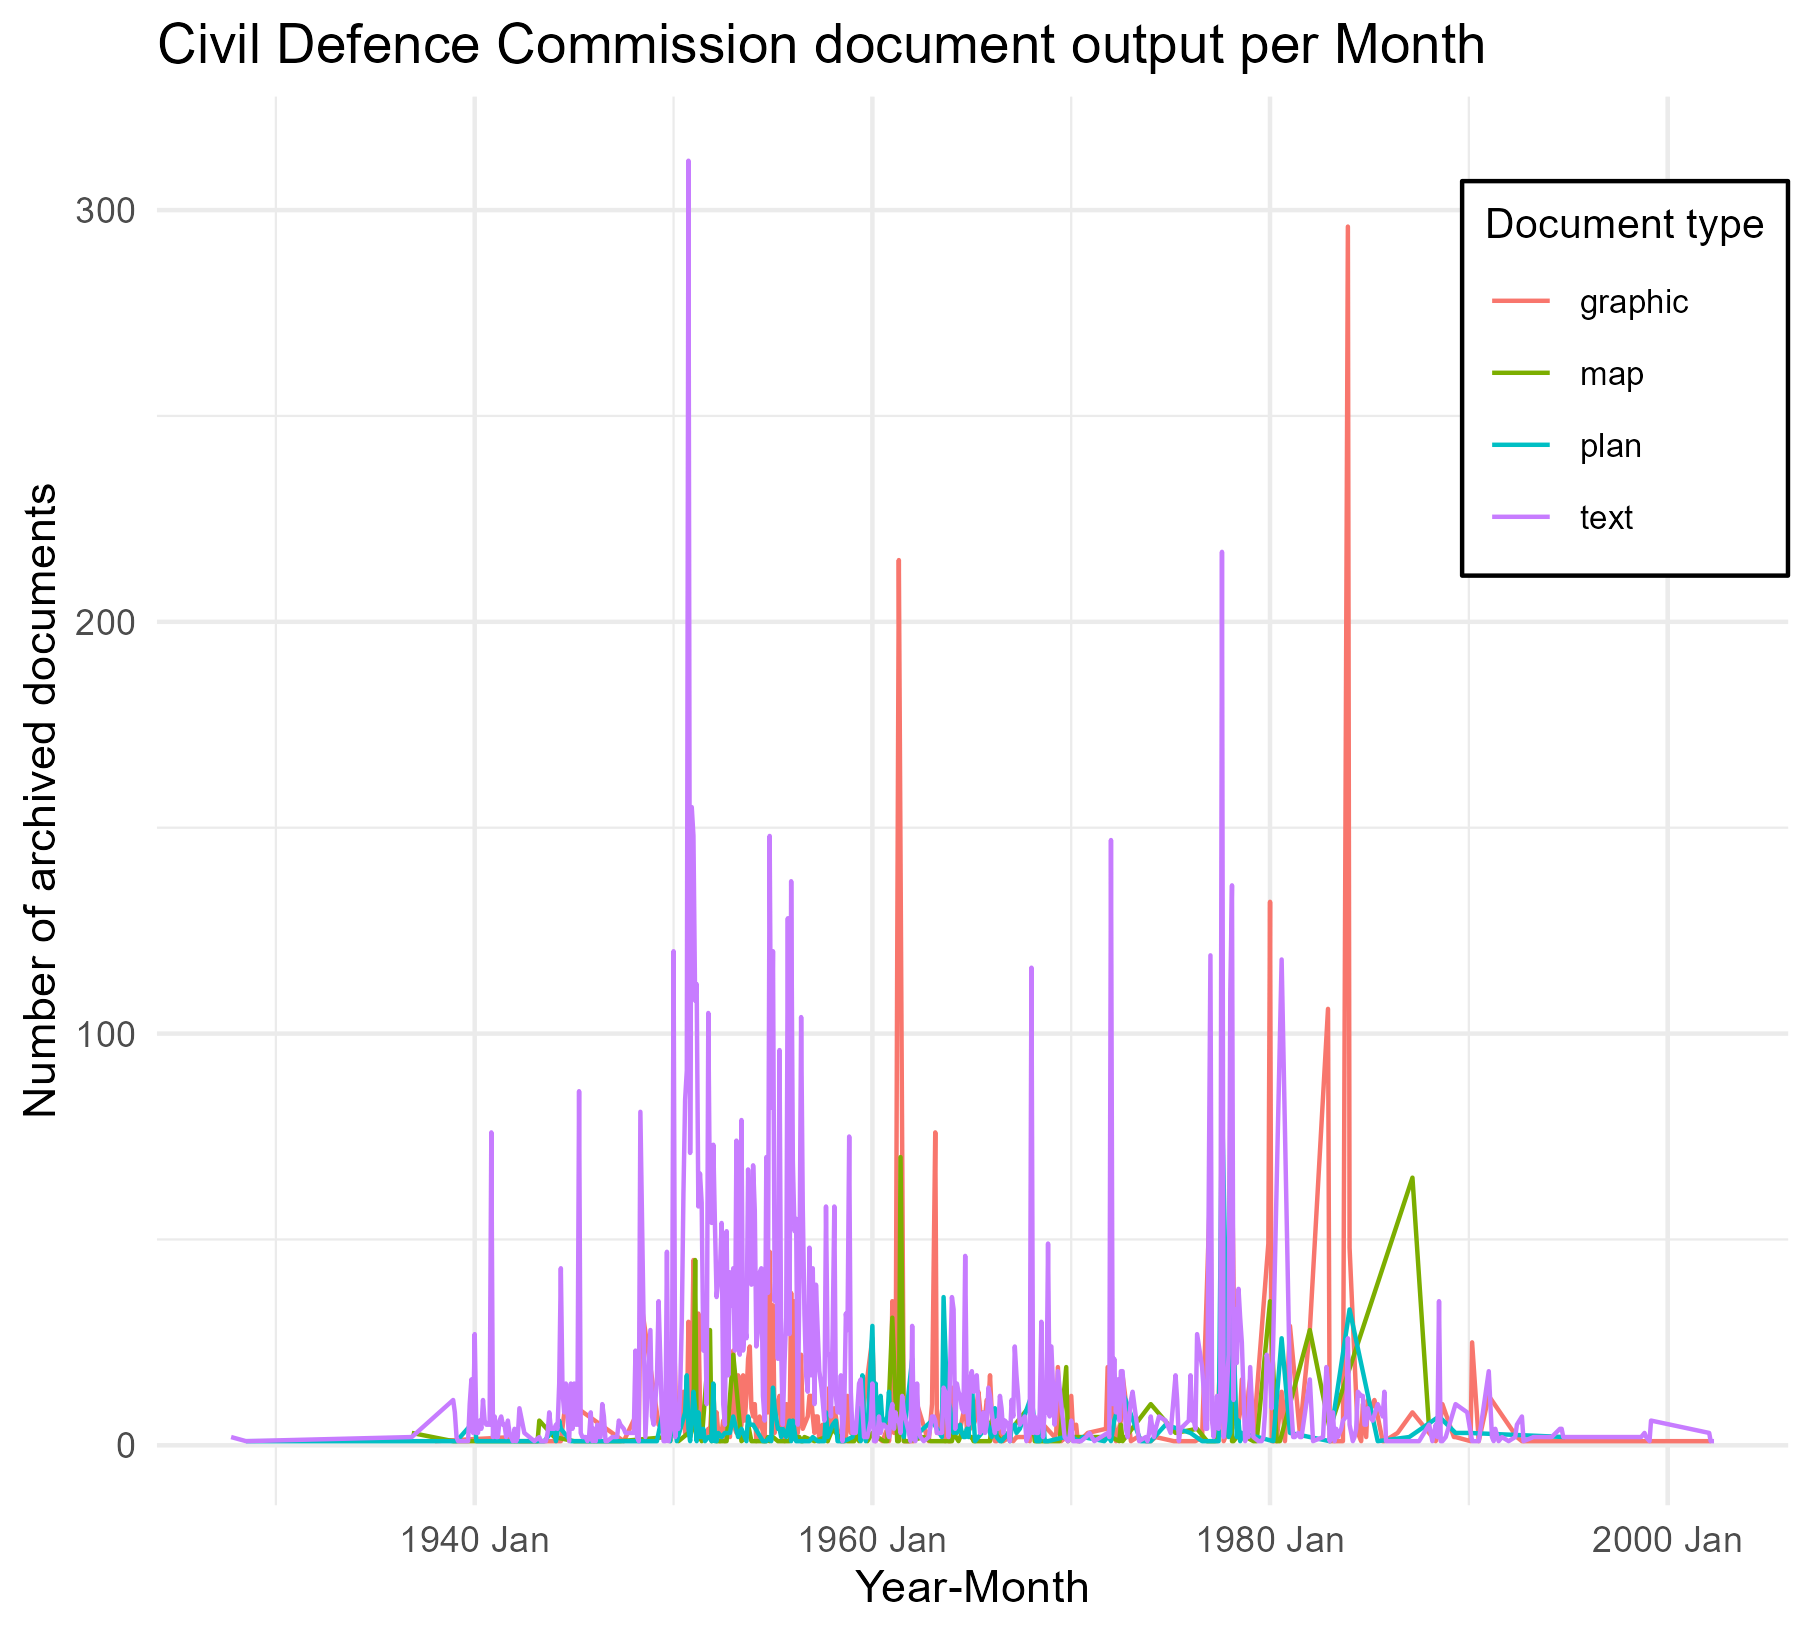 Civil Defence Commission document output per Month
Number of archived documents
300
200
100
0
Document type
graphic
map
plan
text
1940 Jan
1960 Jan
1980 Jan
2000 Jan
Year-Month